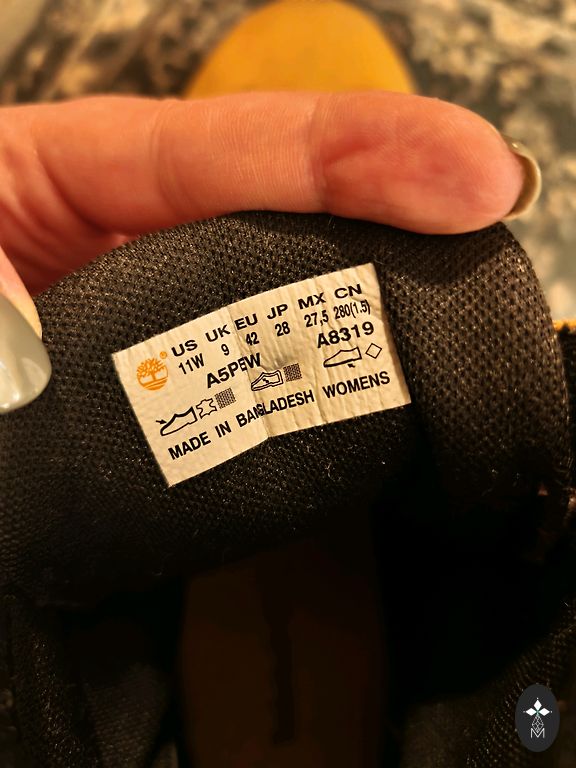 US UK EU JP MX CN
11W 9 42 28 27,5 280(1.5)
A5PEW A8319
MADE IN BANGLADESH WOMENS